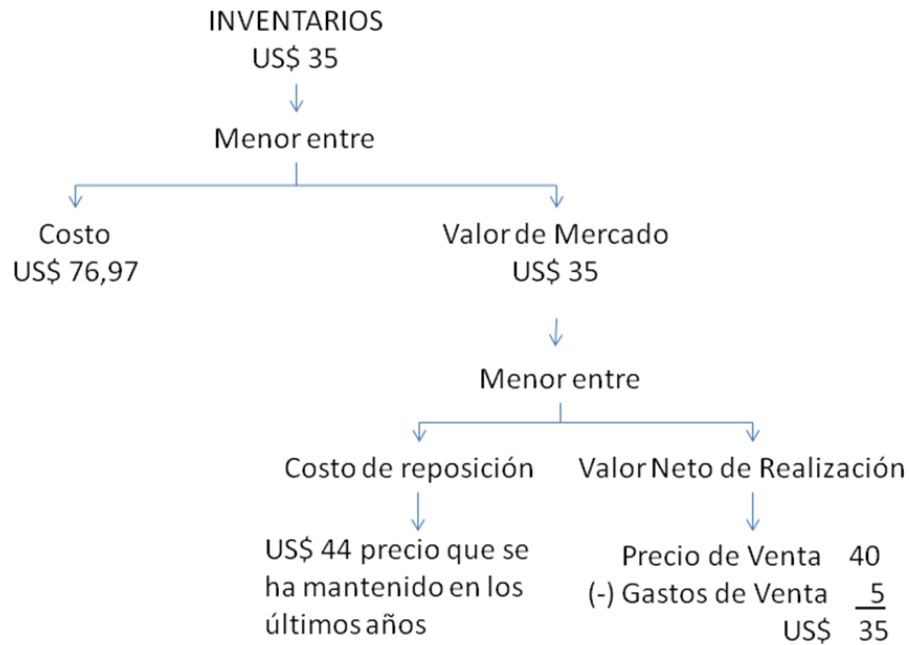 INVENTARIOS
US$ 35
Menor entre
Costo
US$ 76,97
Valor de Mercado
US$ 35
Menor entre
Costo de reposición
US$ 44 precio que se
ha mantenido en los
últimos años
Valor Neto de Realización
Precio de Venta 40
(-) Gastos de Venta 5
US$ 35